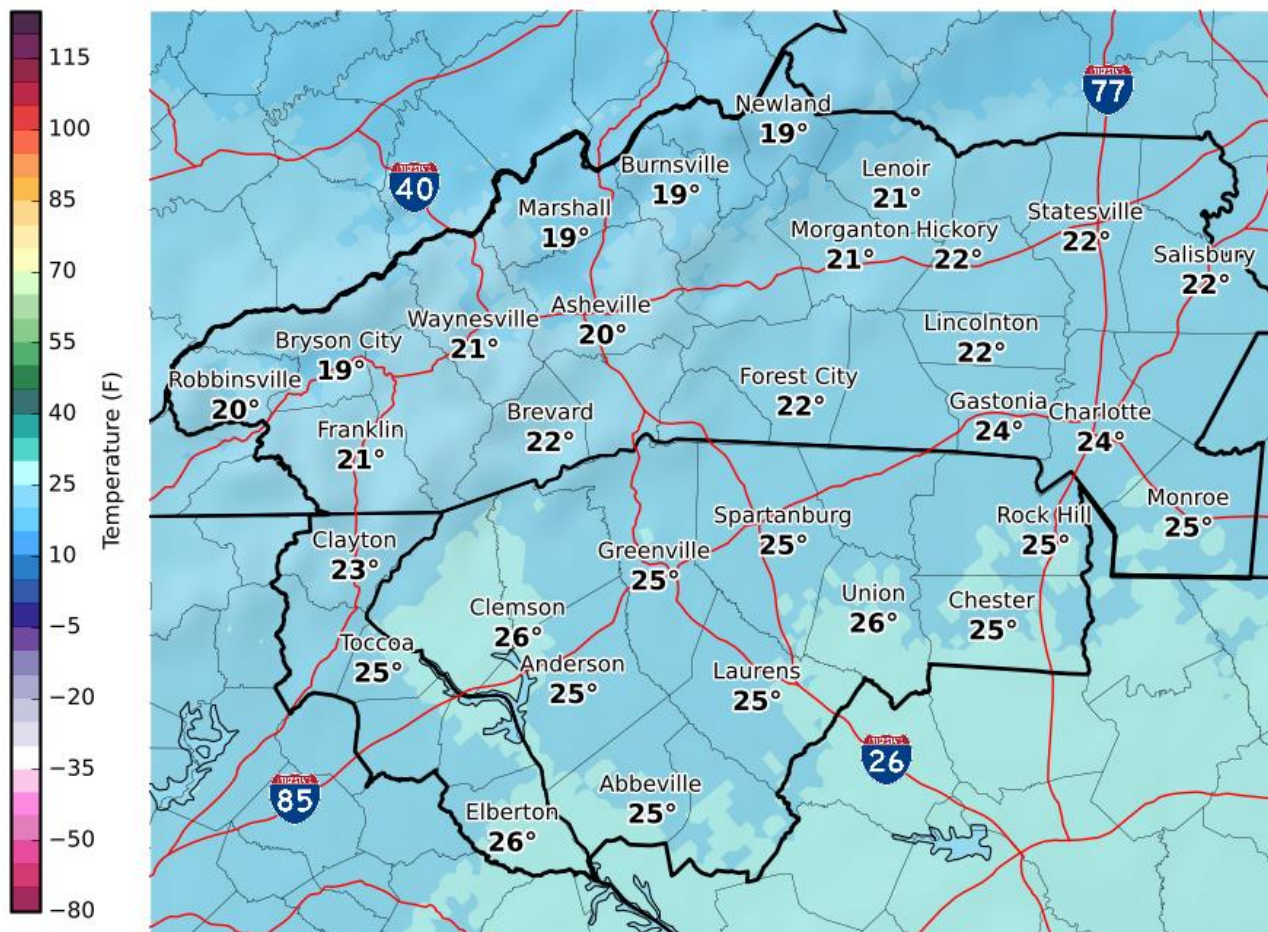 115
100
85
70
55
40
25
10
−5
−20
−35
−50
−65
−80
Temperature (F)
77
Newland
19°
40
Burnsville
19°
Lenoir
21°
Marshall
19°
Statesville
22°
Morganton
21°
Hickory
22°
Salisbury
22°
Asheville
20°
Waynesville
21°
Lincolnton
22°
Bryson City
19°
Robbinsville
20°
Forest City
22°
Gastonia
24°
Charlotte
24°
Brevard
22°
Franklin
21°
Monroe
25°
Spartanburg
25°
Rock Hill
25°
Clayton
23°
Greenville
25°
Clemson
26°
Union
26°
Chester
25°
Toccoa
25°
Anderson
25°
Laurens
25°
26
85
Abbeville
25°
Elberton
26°